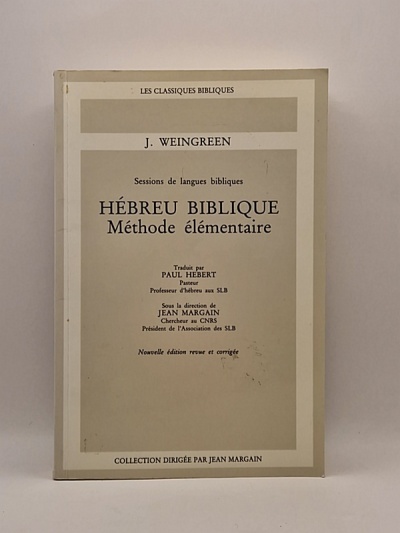 LES CLASSIQUES BIBLIQUES
J. WEINGREEN
Sessions de langues bibliques
HÉBREU BIBLIQUE
Méthode élémentaire
Traduit par
PAUL HEBERT
Pasteur
Professeur d'hébreu aux SLB
Sous la direction de
JEAN MARGAIN
Chercheur au CNRS
Président de l'Association des SLB
Nouvelle édition revue et corrigée
COLLECTION DIRIGÉE PAR JEAN MARGAIN